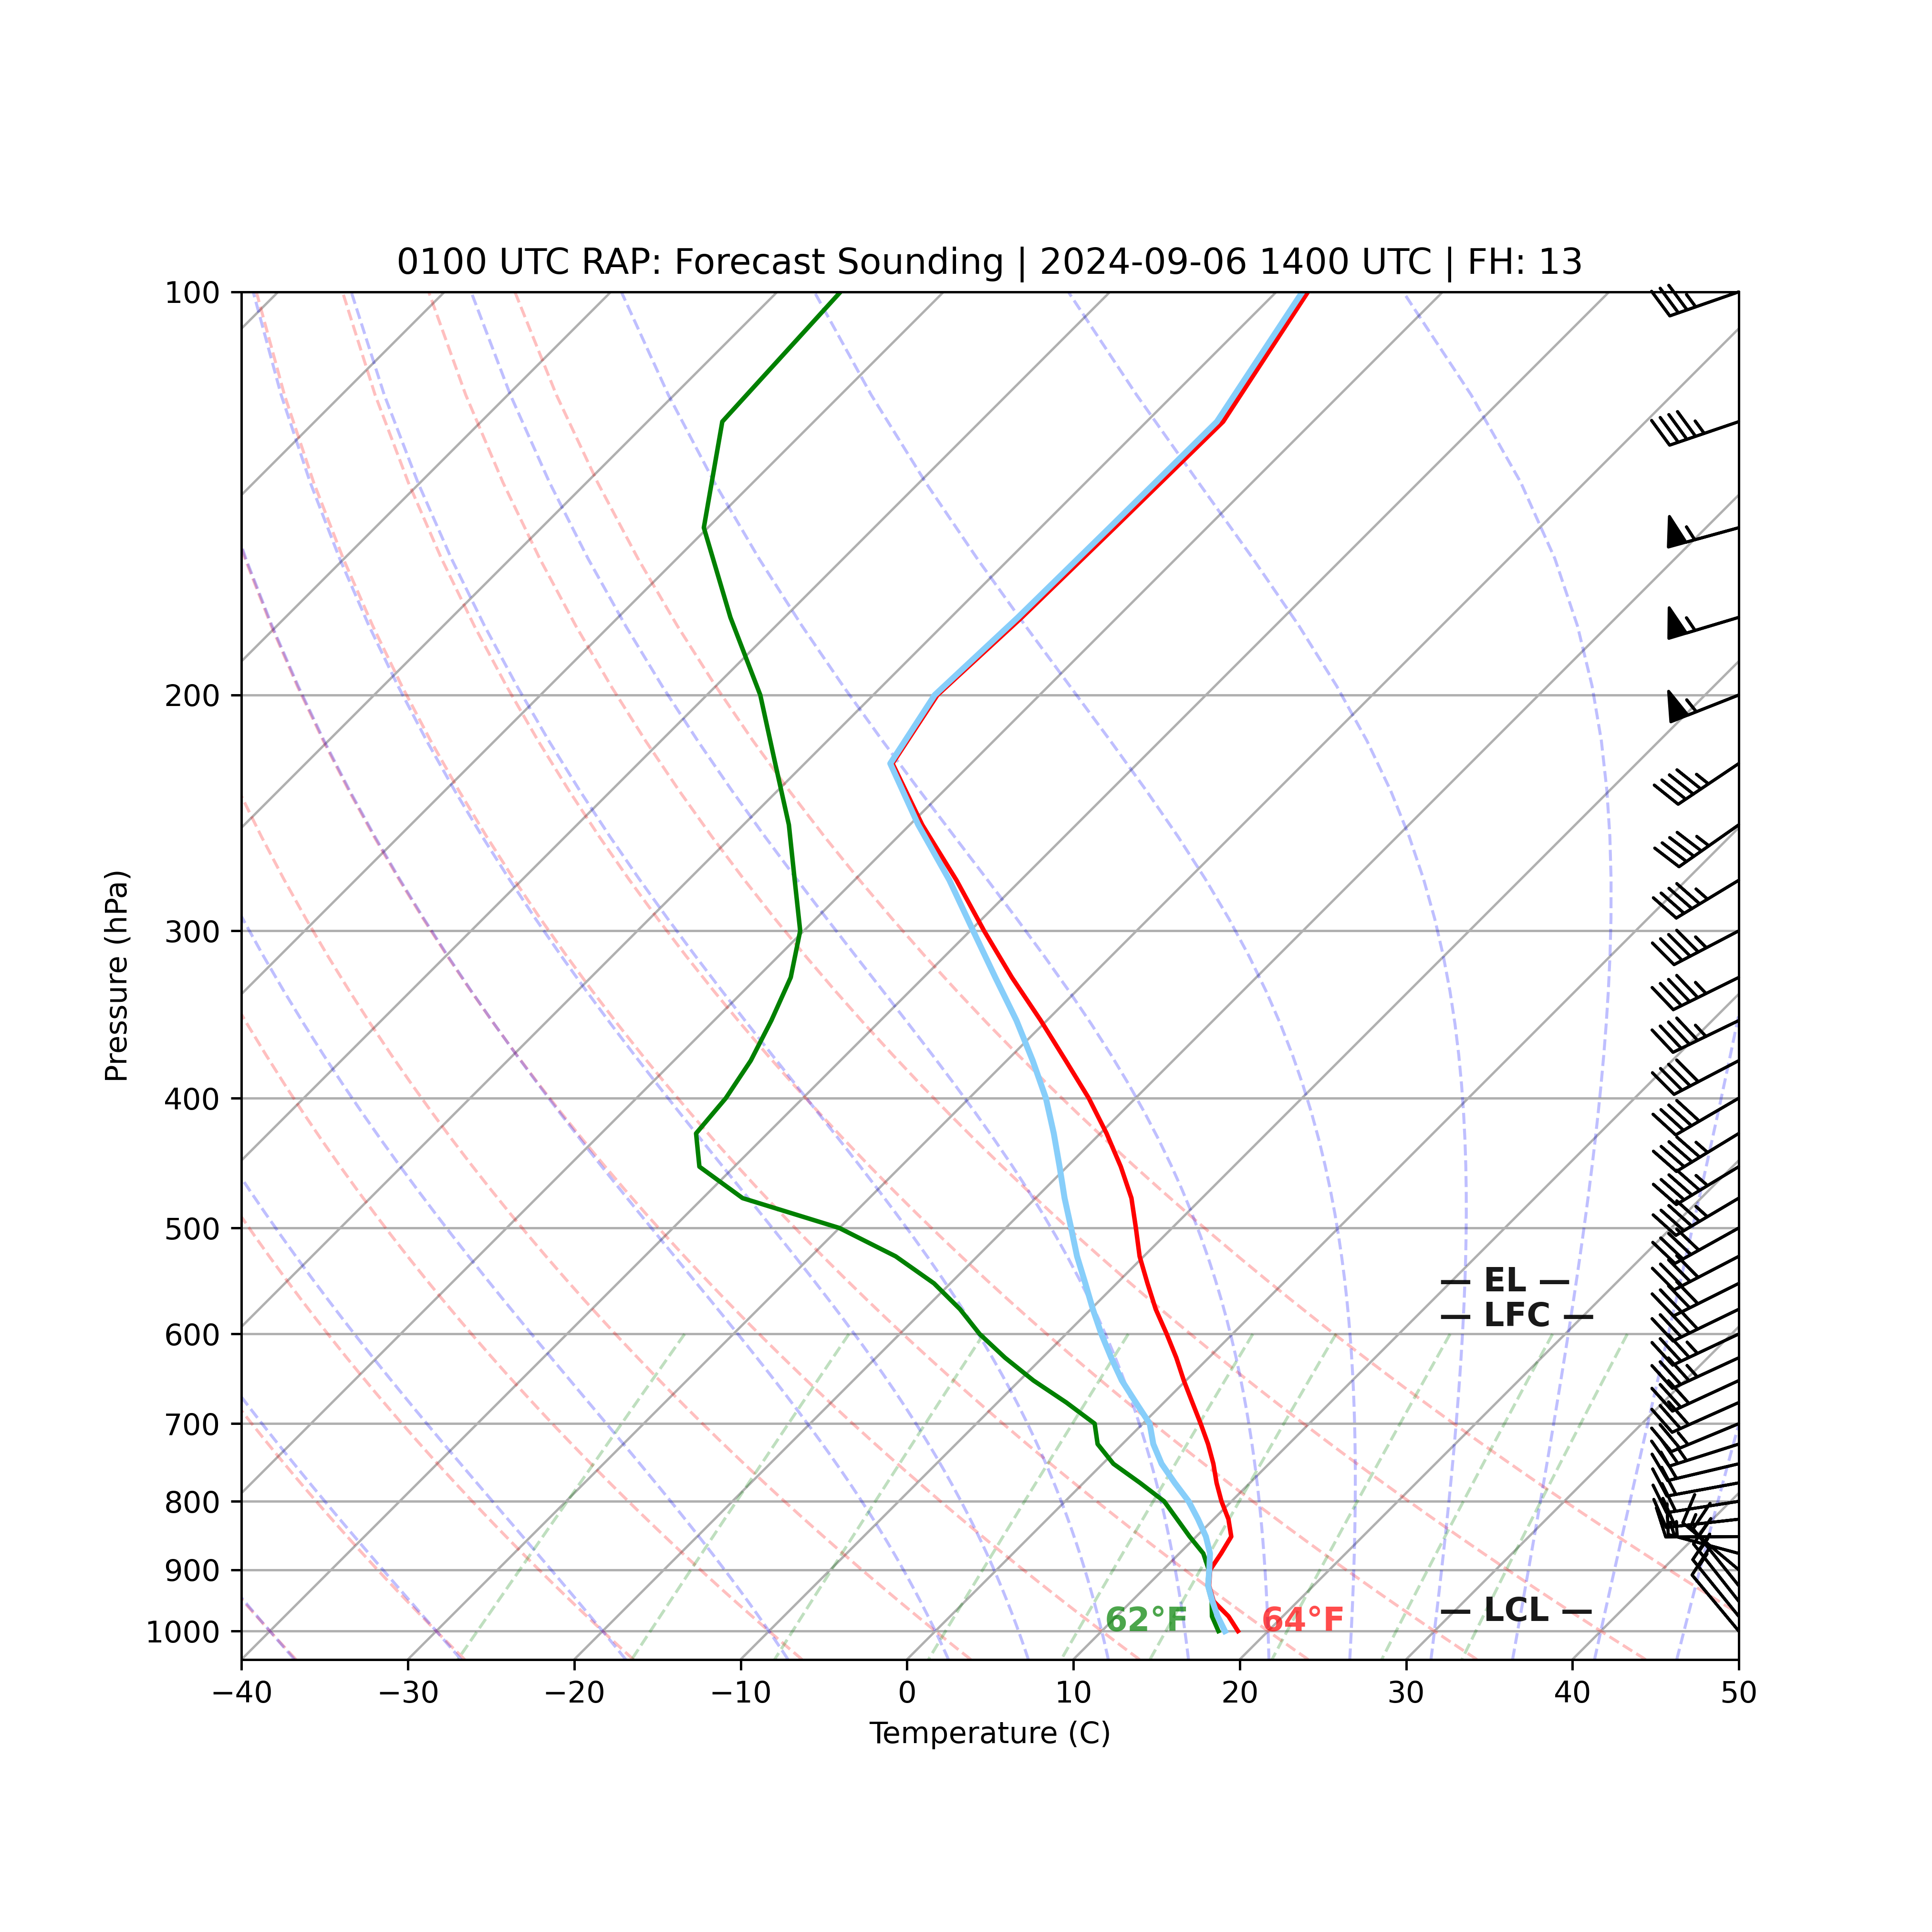 0100 UTC RAP: Forecast Sounding | 2024-09-06 1400 UTC | FH: 13
100
200
300
400
500
600
700
800
900
1000
Pressure (hPa)
— EL —
— LFC —
— LCL —
62°F
64°F
−40
−30
−20
−10
0
10
20
30
40
50
Temperature (C)